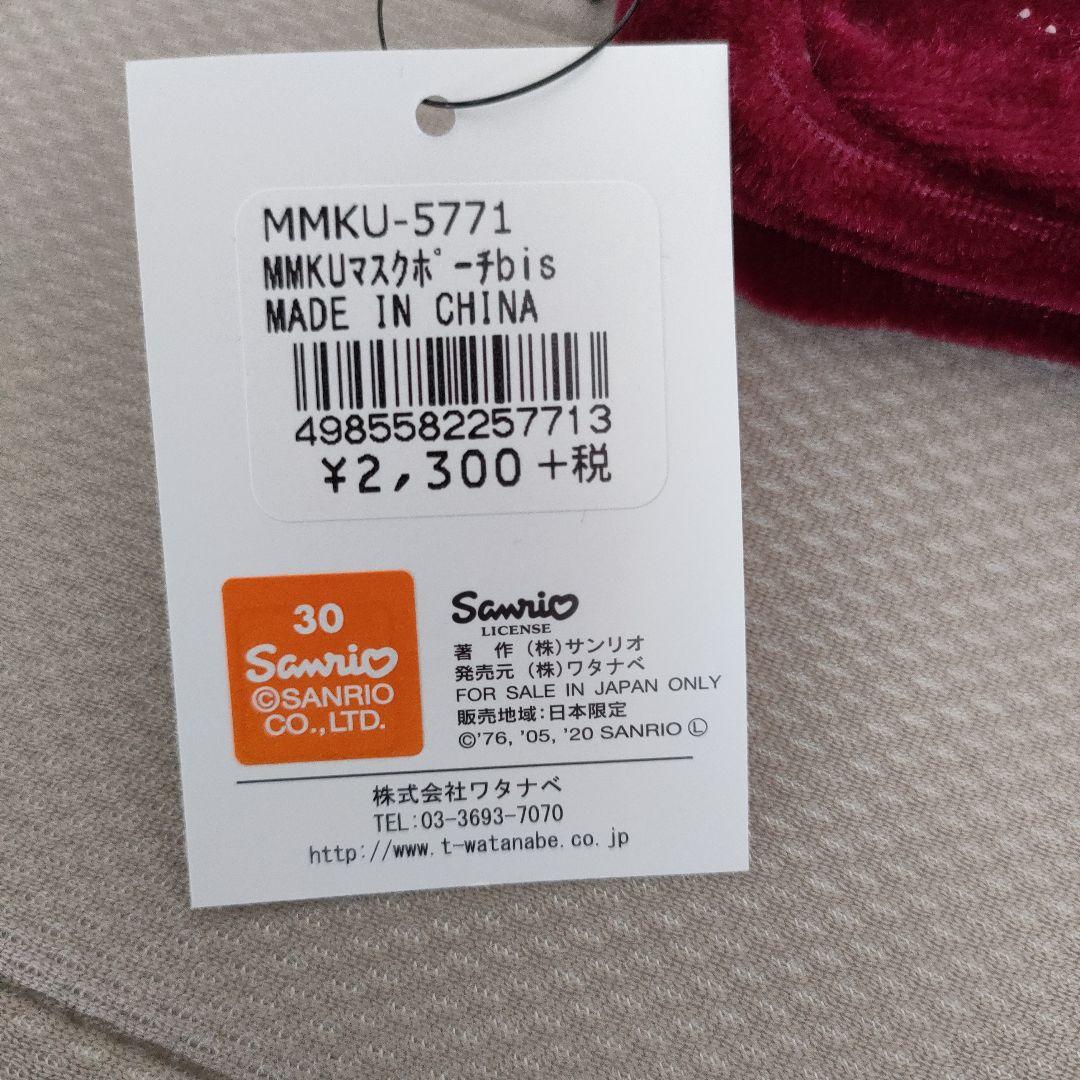 MMKU-5771
MMKUﾏｽｸﾎﾟｰﾁbis
MADE IN CHINA
4985582257713
¥2,300+税
30
Sanrio
©SANRIO
CO.,LTD.
Sanrio
LICENSE
著 作 (株)サンリオ
発売元 (株)ワタナベ
FOR SALE IN JAPAN ONLY
販売地域:日本限定
©'76, '05, '20 SANRIO Ⓛ
株式会社ワタナベ
TEL:03-3693-7070
http://www.t-watanabe.co.jp